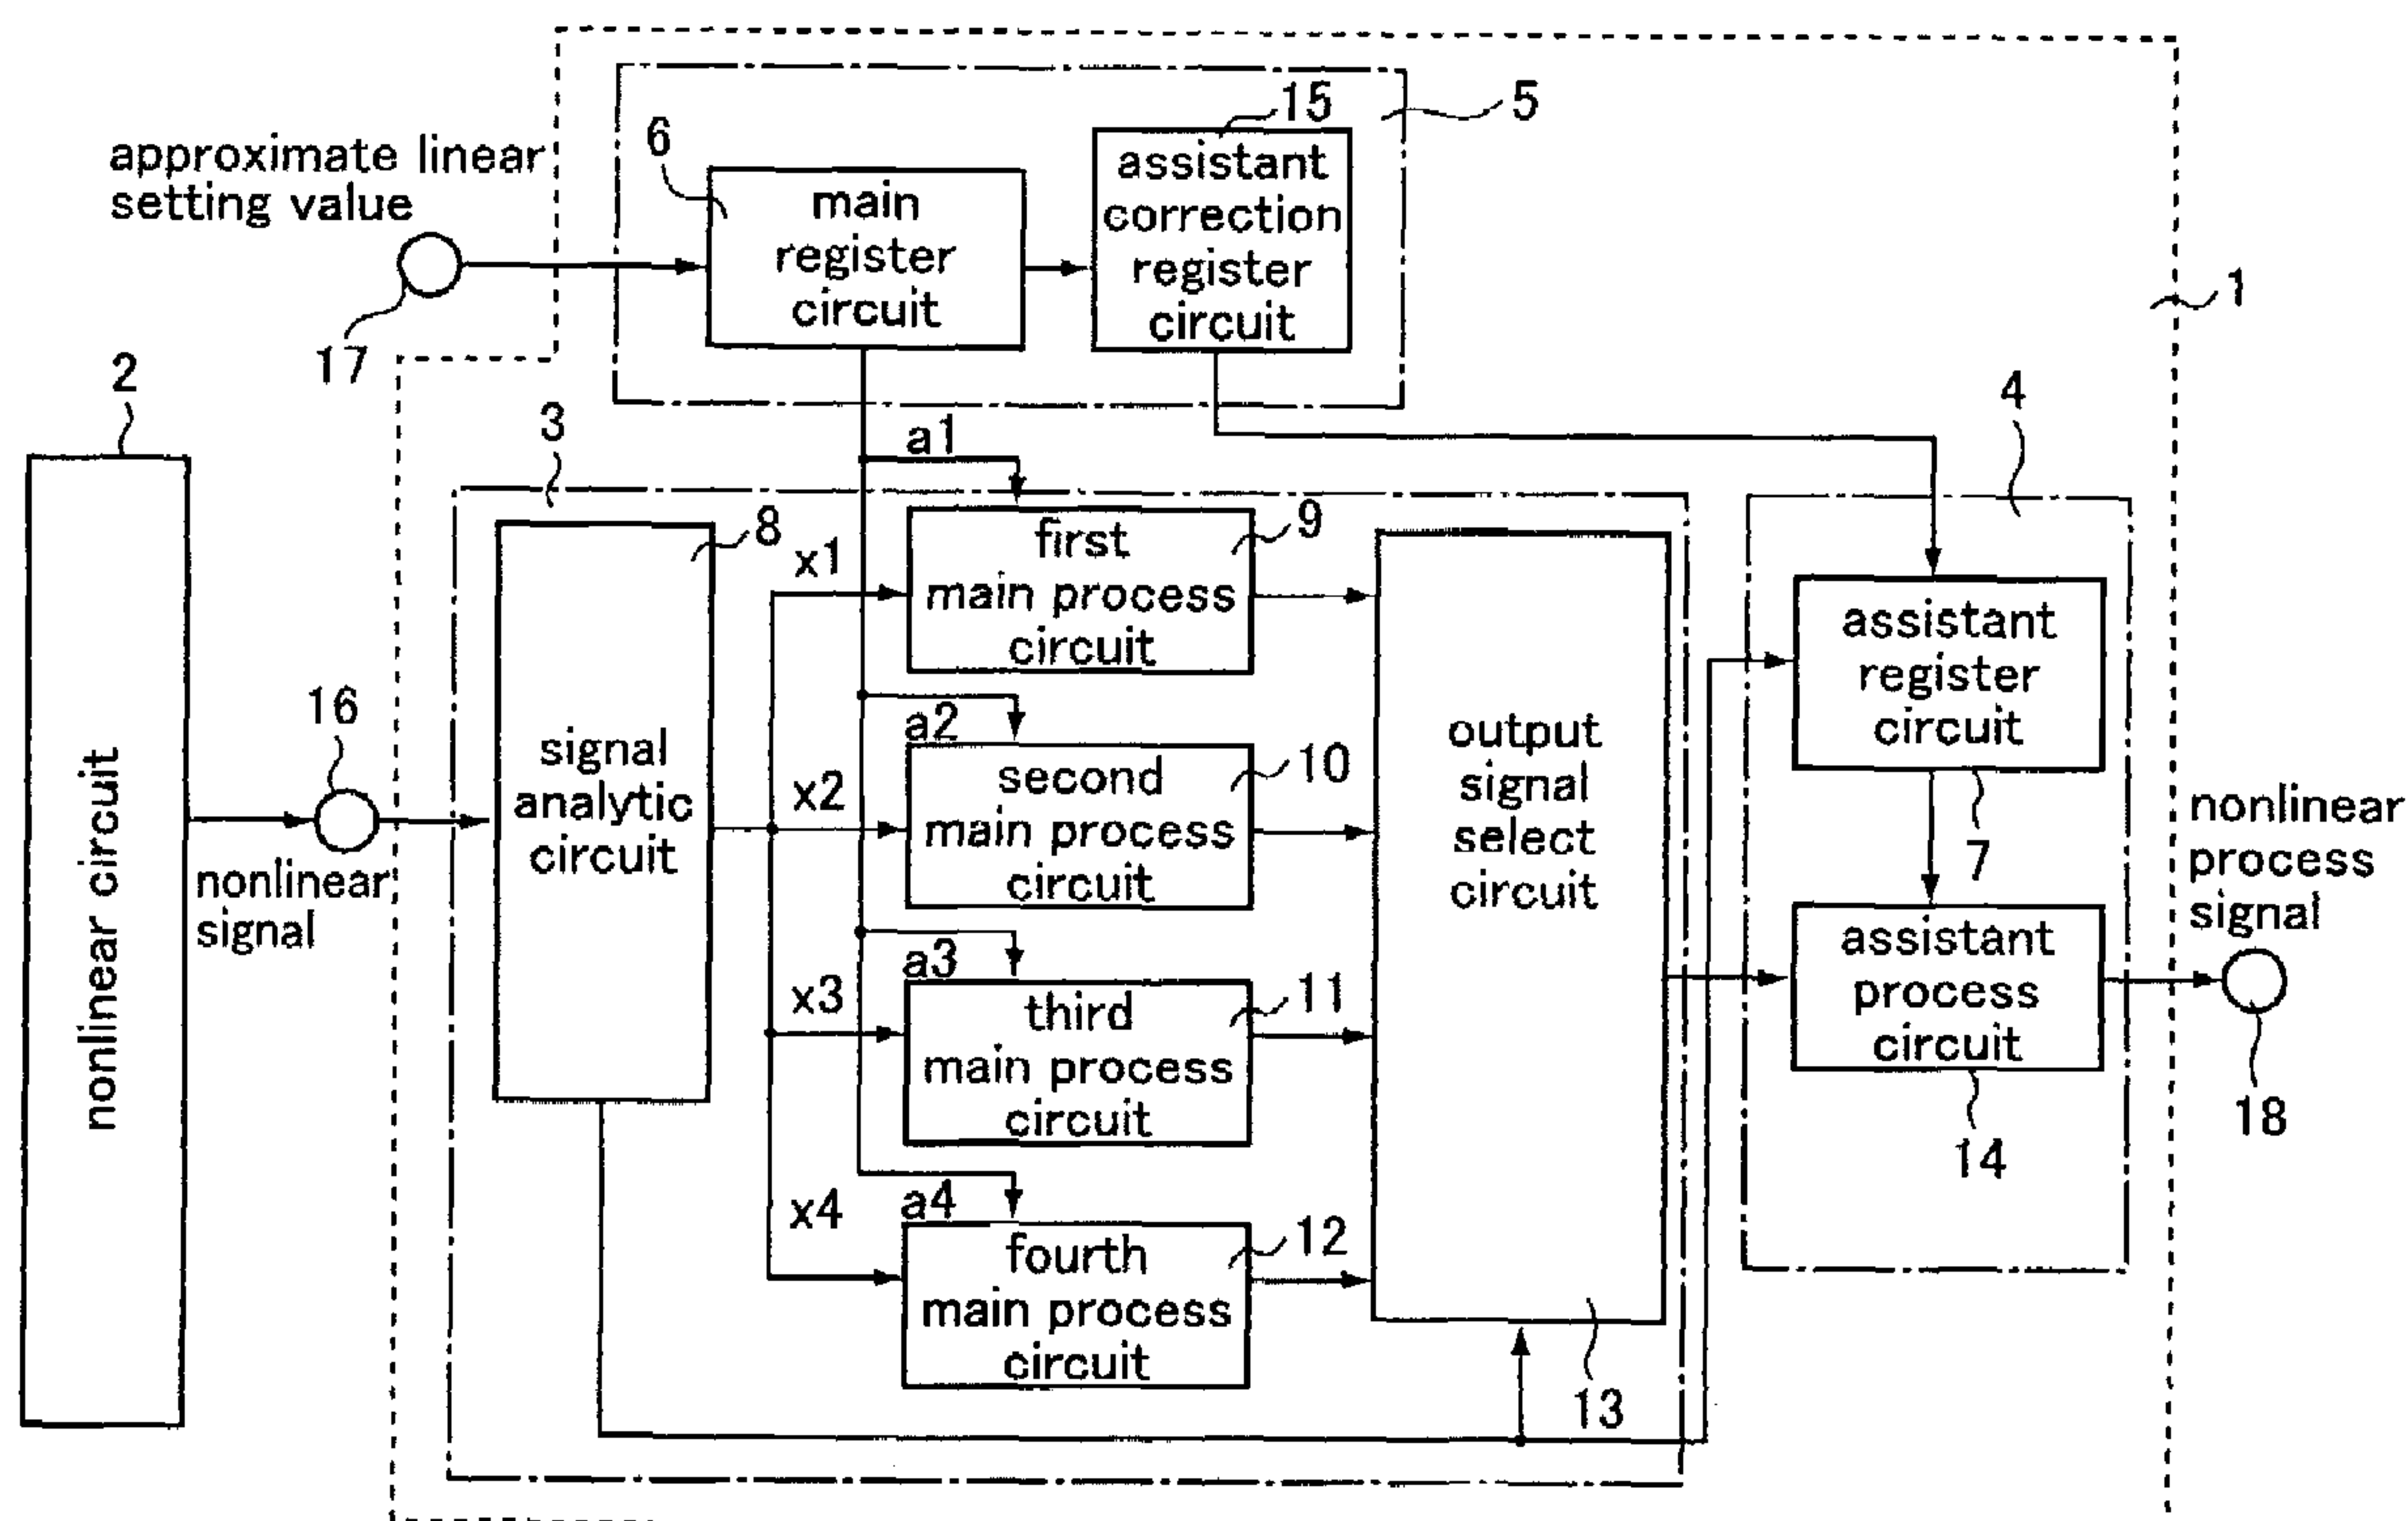 approximate linear
setting value
17
6
main
register
circuit
15
assistant
correction
register
circuit
5
1
2
nonlinear circuit
16
nonlinear
signal
3
8
signal
analytic
circuit
a1
x1
first
main process
circuit
9
a2
x2
second
main process
circuit
10
a3
x3
third
main process
circuit
11
a4
x4
fourth
main process
circuit
12
output
signal
select
circuit
13
4
assistant
register
circuit
7
assistant
process
circuit
14
nonlinear
process
signal
18